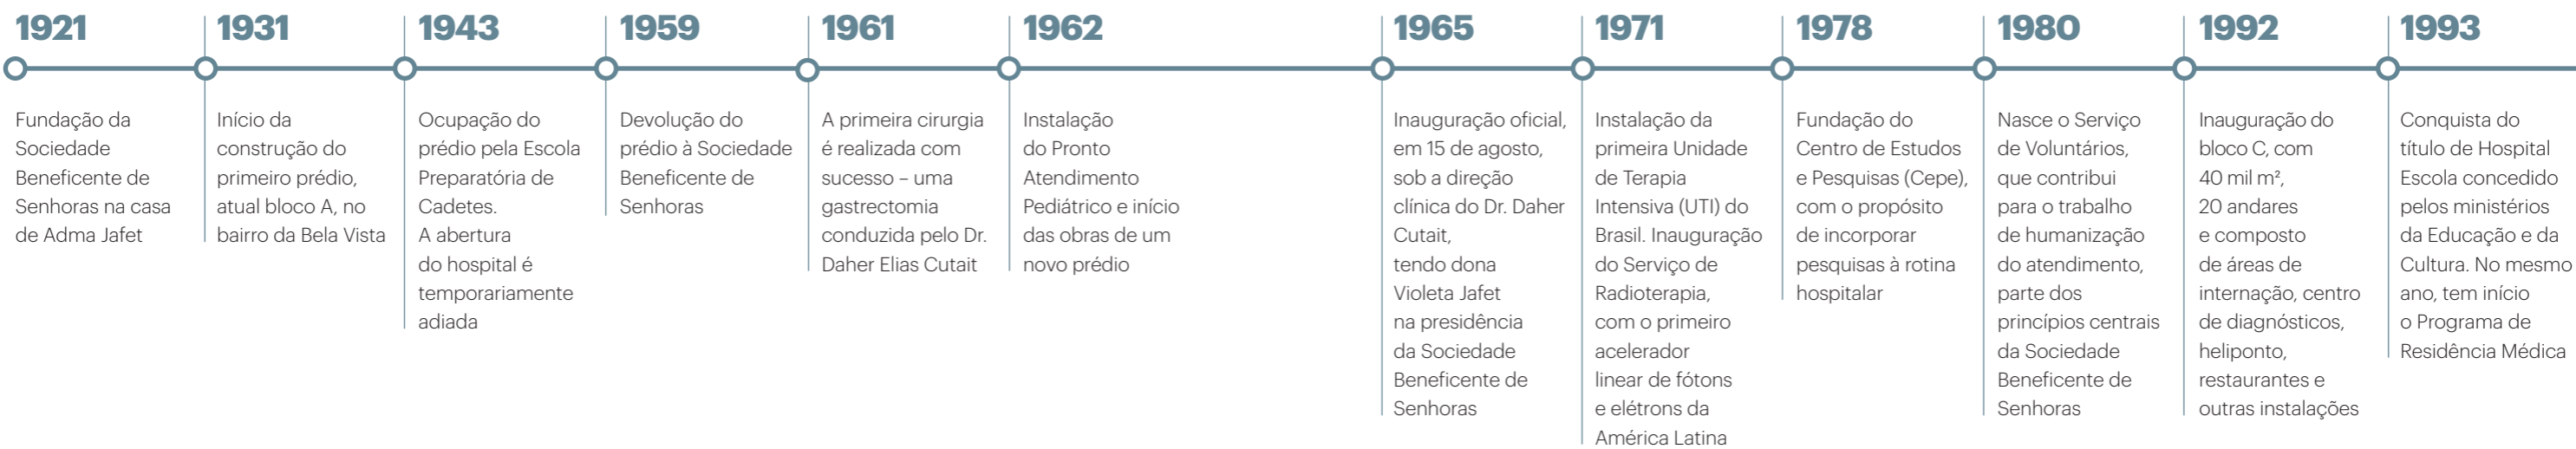 1921
Fundação da
Sociedade
Beneficente de
Senhoras na casa
de Adma Jafet
1931
Início da
construção do
primeiro prédio,
atual bloco A, no
bairro da Bela Vista
1943
Ocupação do
prédio pela Escola
Preparatória de
Cadetes.
A abertura
do hospital é
temporariamente
adiada
1959
Devolução do
prédio à Sociedade
Beneficente de
Senhoras
1961
A primeira cirurgia
é realizada com
sucesso – uma
gastrectomia
conduzida pelo Dr.
Daher Elias Cutait
1962
Instalação
do Pronto
Atendimento
Pediátrico e início
das obras de um
novo prédio
1965
Inauguração oficial,
em 15 de agosto,
sob a direção
clínica do Dr. Daher
Cutait,
tendo dona
Violeta Jafet
na presidência
da Sociedade
Beneficente de
Senhoras
1971
Instalação da
primeira Unidade
de Terapia
Intensiva (UTI) do
Brasil. Inauguração
do Serviço de
Radioterapia,
com o primeiro
acelerador
linear de fótons
e elétrons da
América Latina
1978
Fundação do
Centro de Estudos
e Pesquisas (Cepe),
com o propósito
de incorporar
pesquisas à rotina
hospitalar
1980
Nasce o Serviço
de Voluntários,
que contribui
para o trabalho
de humanização
do atendimento,
parte dos
princípios centrais
da Sociedade
Beneficente de
Senhoras
1992
Inauguração do
bloco C, com
40 mil m²,
20 andares
e composto
de áreas de
internação, centro
de diagnósticos,
heliponto,
restaurantes e
outras instalações
1993
Conquista do
título de Hospital
Escola concedido
pelos ministérios
da Educação e da
Cultura. No mesmo
ano, tem início
o Programa de
Residência Médica